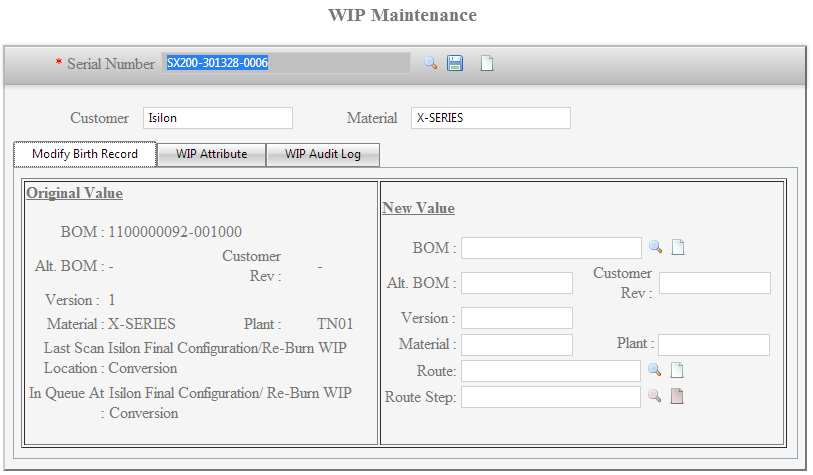 WIP Maintenance
* Serial Number SX200-301328-0006
Customer Isilon Material X-SERIES
Modify Birth Record WIP Attribute WIP Audit Log
Original Value
BOM : 1100000092-001000
Alt. BOM : - Customer
Rev : -
Version : 1
Material : X-SERIES Plant : TN01
Last Scan Isilon Final Configuration/Re-Burn WIP
Location : Conversion
In Queue At Isilon Final Configuration/ Re-Burn WIP
: Conversion
New Value
BOM :
Alt. BOM : Customer
Rev :
Version :
Material : Plant :
Route:
Route Step: